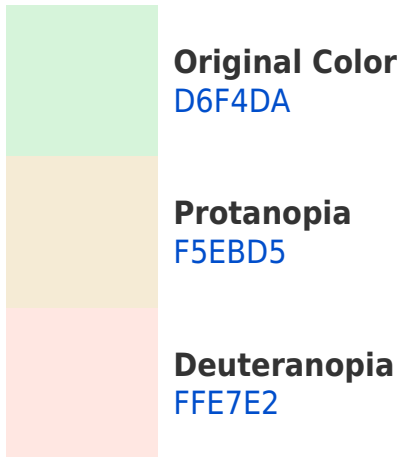 Original Color
D6F4DA
Protanopia
F5EBD5
Deuteranopia
FFE7E2